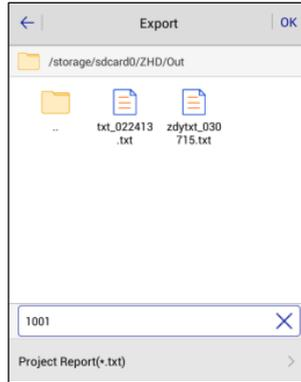 Export
OK
/storage/sdcard0/ZHD/Out
..
txt_022413
.txt
zdytxt_030
715.txt
1001
Project Report(*.txt)